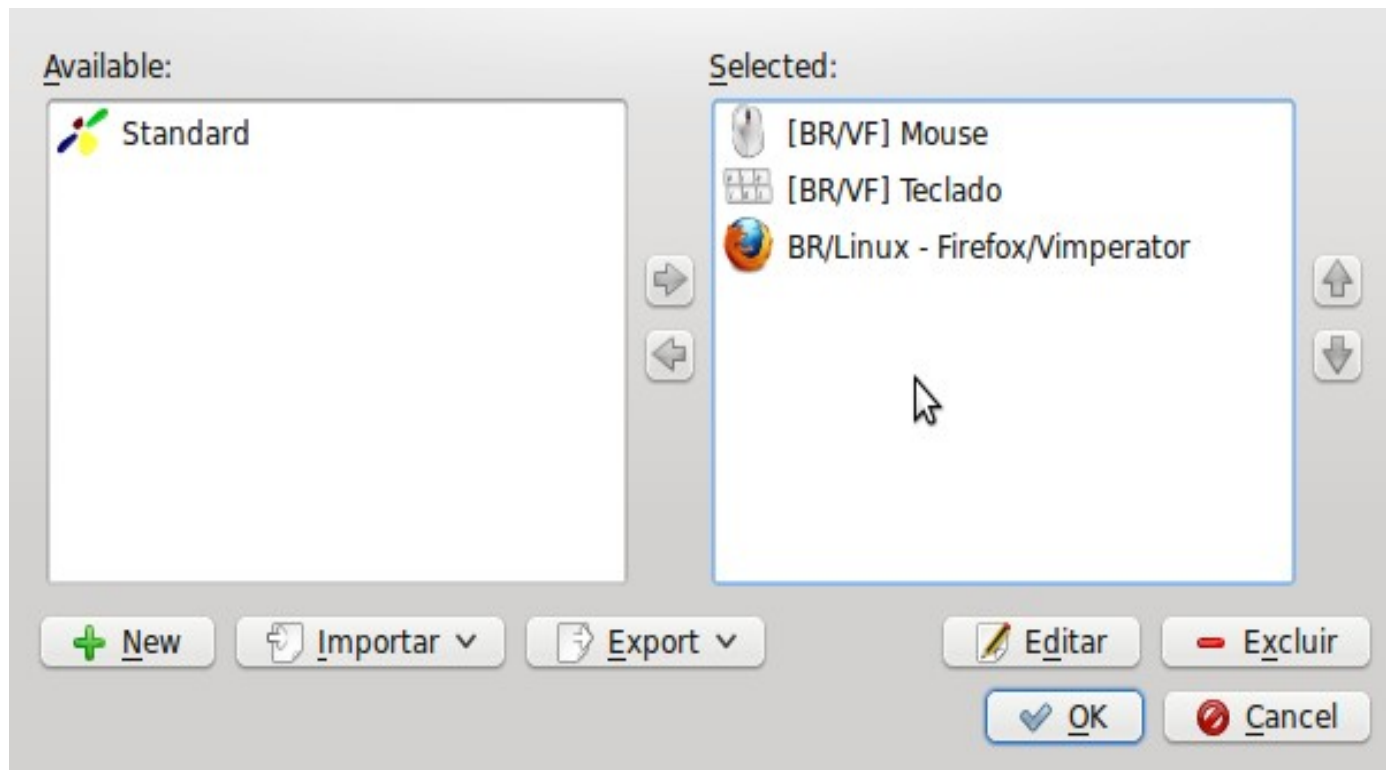 Available:
Selected:
Standard
[BR/VF] Mouse
[BR/VF] Teclado
BR/Linux - Firefox/Vimperator
New
Importar
Export
Editar
Excluir
OK
Cancel